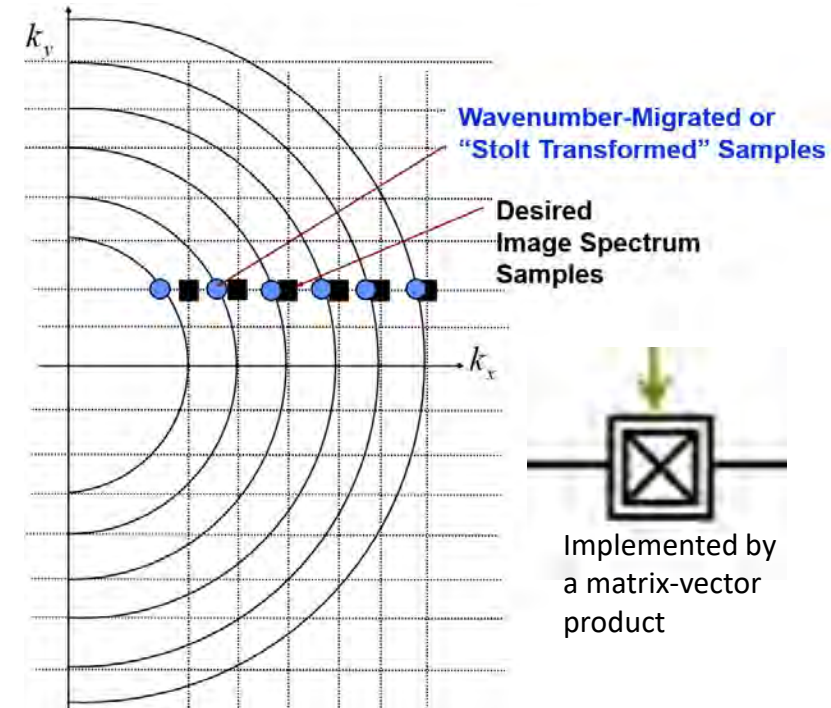 k_y
Wavenumber-Migrated or
“Stolt Transformed” Samples
Desired
Image Spectrum
Samples
k_x
Implemented by
a matrix-vector
product